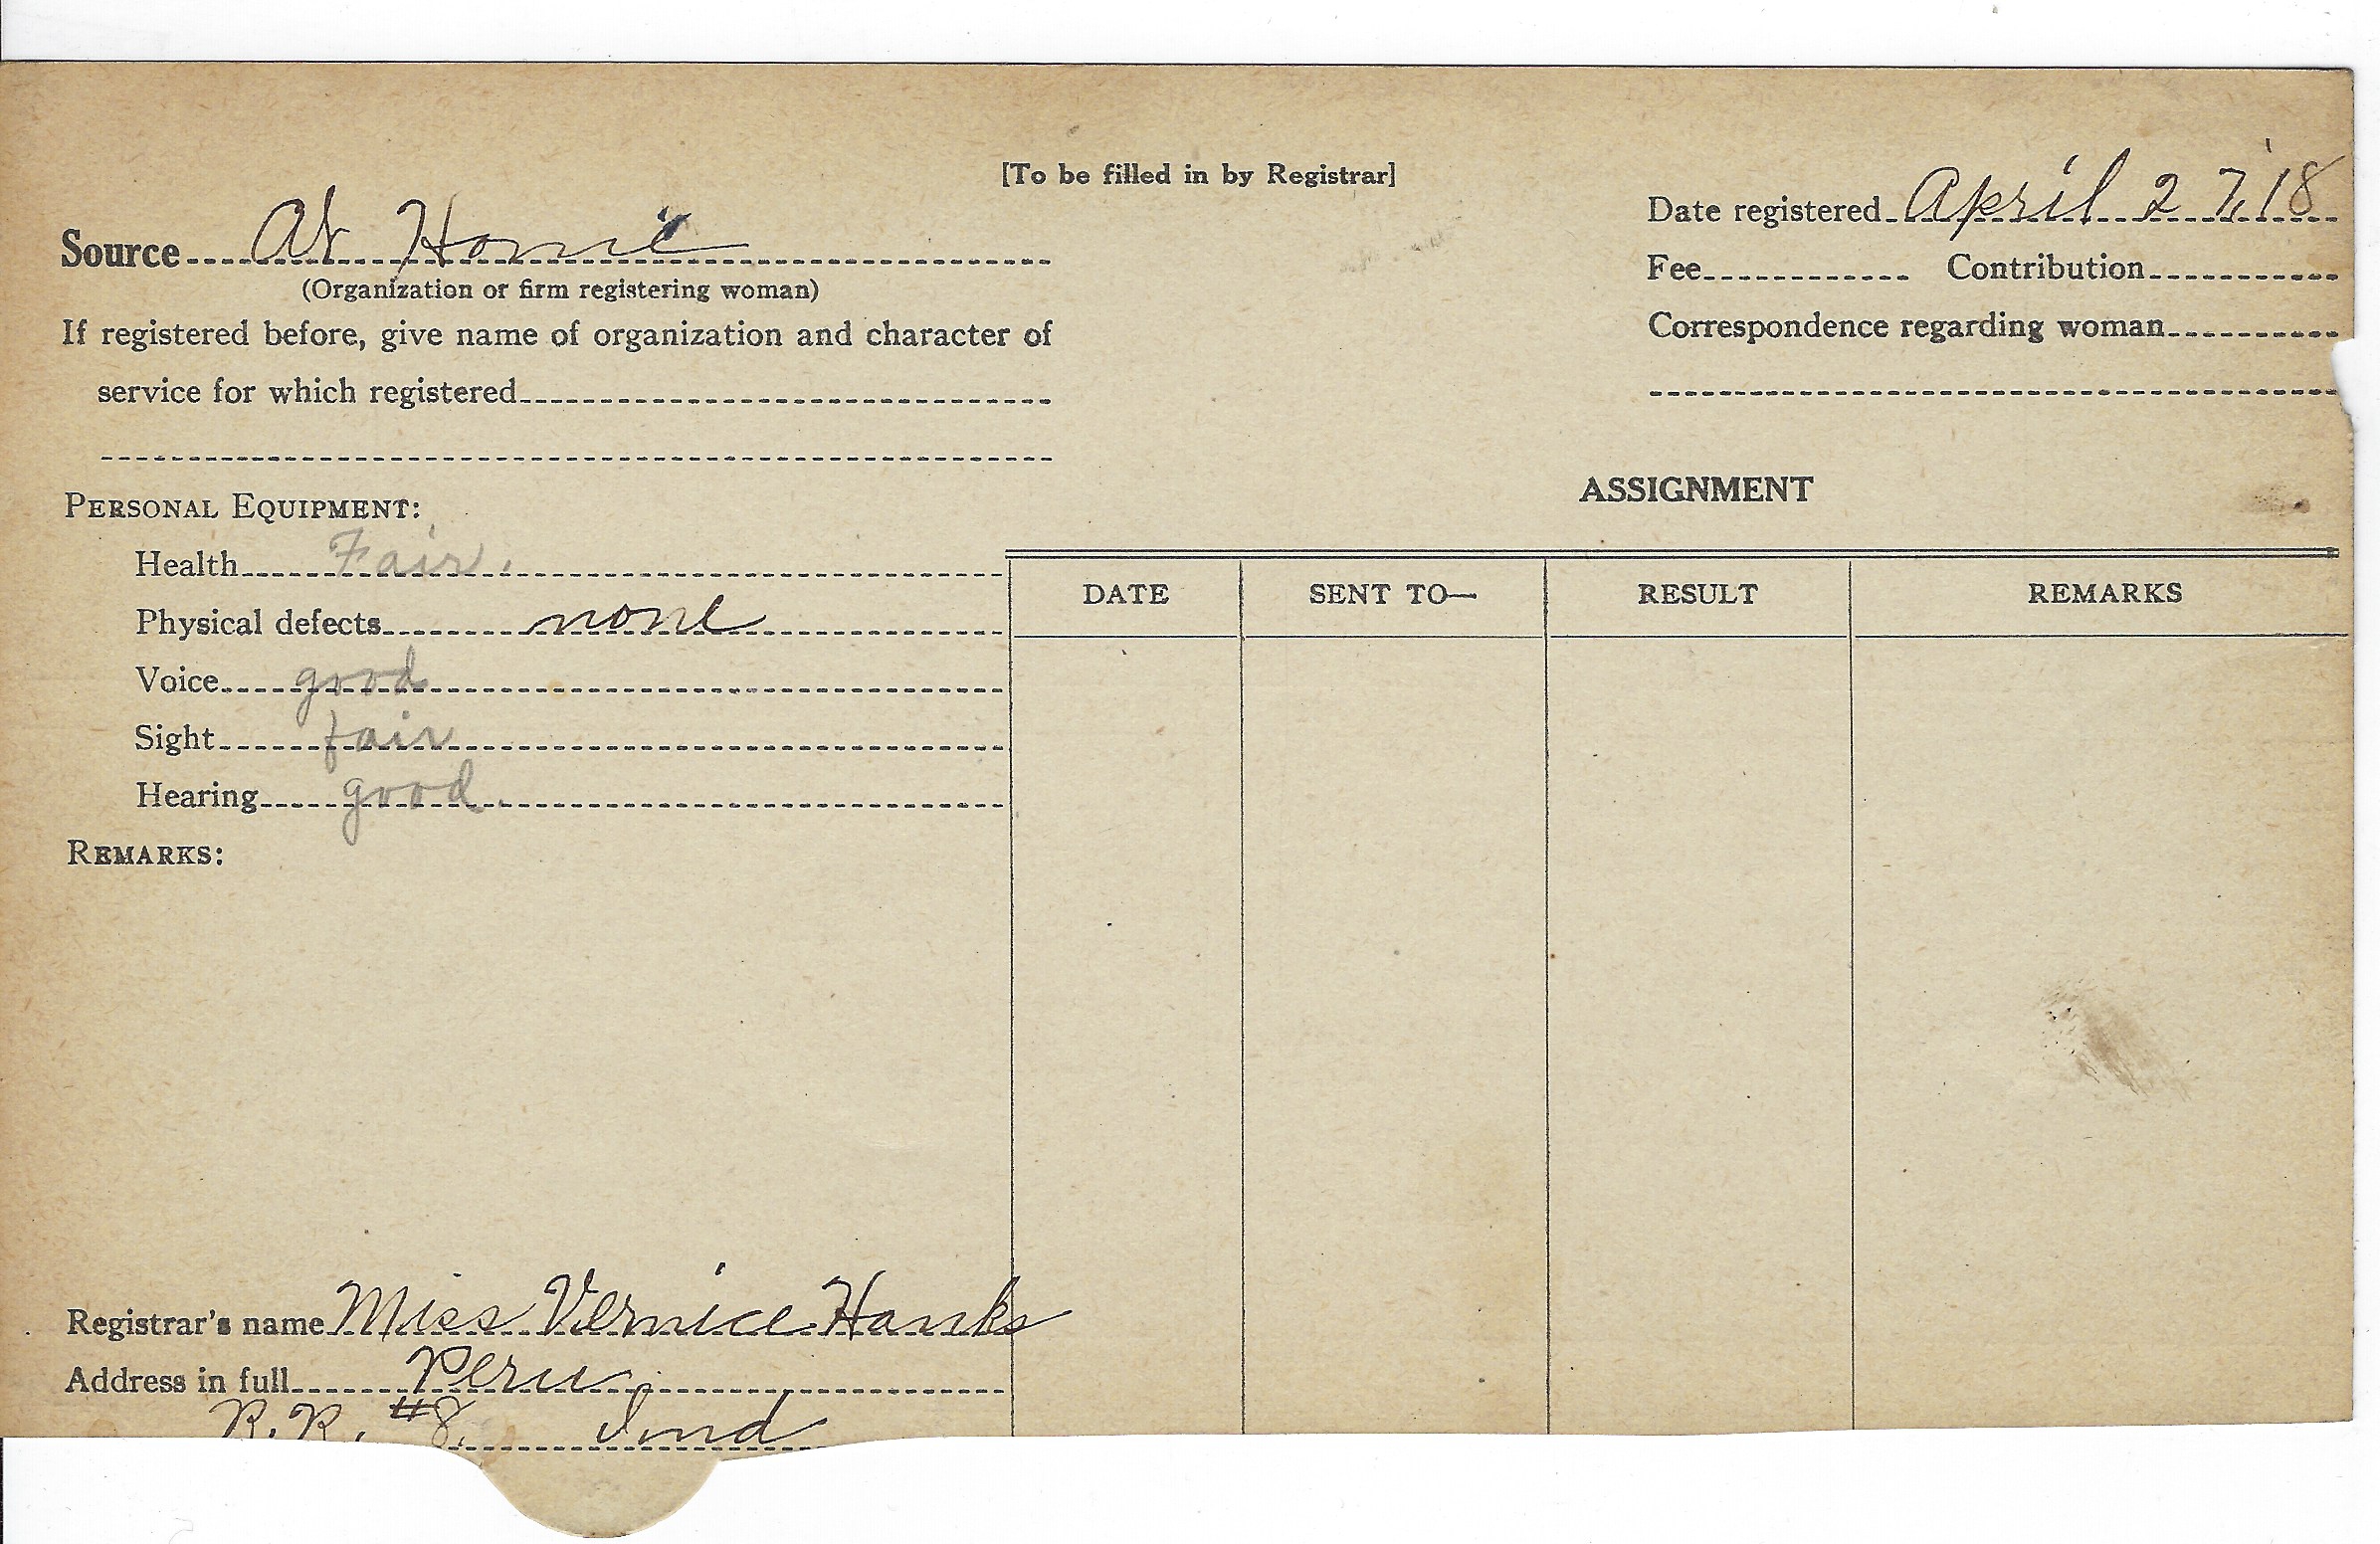 [To be filled in by Registrar]
Source At Home
(Organization or firm registering woman)
If registered before, give name of organization and character of
service for which registered
Date registered April 27, '18
Fee Contribution
Correspondence regarding woman
PERSONAL EQUIPMENT:
Health Fair.
Physical defects none
Voice good
Sight fair
Hearing good.
REMARKS:
ASSIGNMENT
DATE SENT TO— RESULT REMARKS
Registrar's name Miss Vernice Hanks
Address in full Peru
R.R. #8. Ind